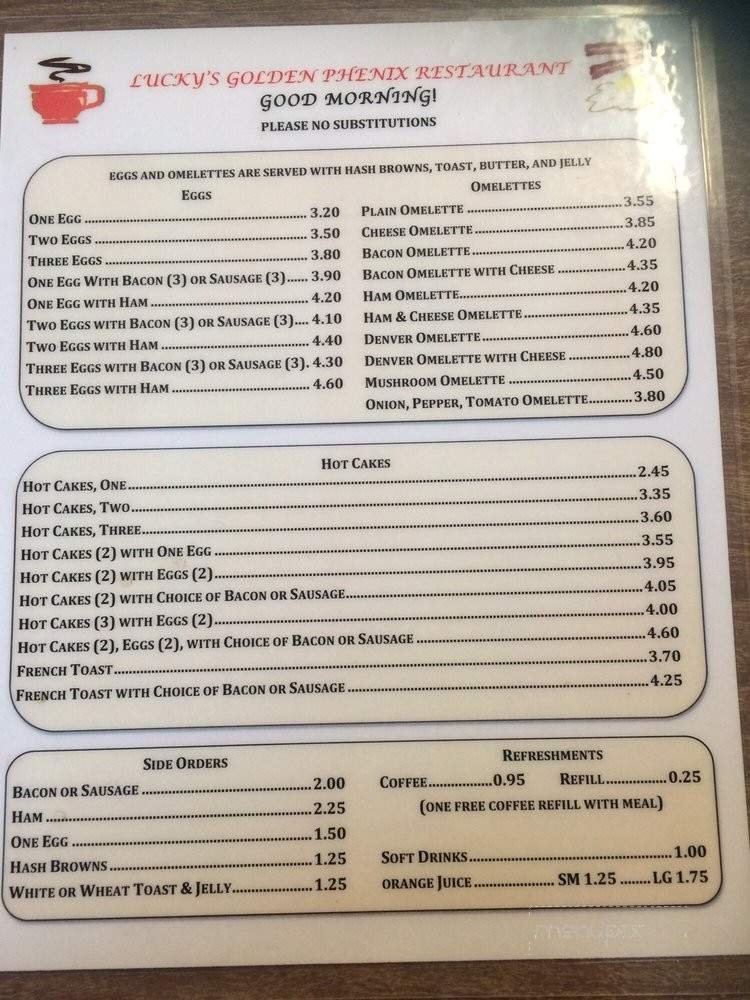 LUCKY'S GOLDEN PHENIX RESTAURANT
GOOD MORNING!
PLEASE NO SUBSTITUTIONS
EGGS AND OMELETTES ARE SERVED WITH HASH BROWNS, TOAST, BUTTER, AND JELLY
EGGS
ONE EGG 3.20
TWO EGGS 3.50
THREE EGGS 3.80
ONE EGG WITH BACON (3) OR SAUSAGE (3) 3.90
ONE EGG WITH HAM 4.20
TWO EGGS WITH BACON (3) OR SAUSAGE (3) 4.10
TWO EGGS WITH HAM 4.40
THREE EGGS WITH BACON (3) OR SAUSAGE (3). 4.30
THREE EGGS WITH HAM 4.60
OMELETTES
PLAIN OMELETTE 3.55
CHEESE OMELETTE 3.85
BACON OMELETTE 4.20
BACON OMELETTE WITH CHEESE 4.35
HAM OMELETTE 4.20
HAM & CHEESE OMELETTE 4.35
DENVER OMELETTE 4.60
DENVER OMELETTE WITH CHEESE 4.80
MUSHROOM OMELETTE 4.50
ONION, PEPPER, TOMATO OMELETTE 3.80
HOT CAKES
HOT CAKES, ONE 2.45
HOT CAKES, TWO 3.35
HOT CAKES, THREE 3.60
HOT CAKES (2) WITH ONE EGG 3.55
HOT CAKES (2) WITH EGGS (2) 3.95
HOT CAKES (2) WITH CHOICE OF BACON OR SAUSAGE 4.05
HOT CAKES (3) WITH EGGS (2) 4.00
HOT CAKES (2), EGGS (2), WITH CHOICE OF BACON OR SAUSAGE 4.60
FRENCH TOAST 3.70
FRENCH TOAST WITH CHOICE OF BACON OR SAUSAGE 4.25
SIDE ORDERS
BACON OR SAUSAGE 2.00
HAM 2.25
ONE EGG 1.50
HASH BROWNS 1.25
WHITE OR WHEAT TOAST & JELLY 1.25
REFRESHMENTS
COFFEE 0.95 REFILL 0.25
(ONE FREE COFFEE REFILL WITH MEAL)
SOFT DRINKS 1.00
ORANGE JUICE SM 1.25 LG 1.75
menupix